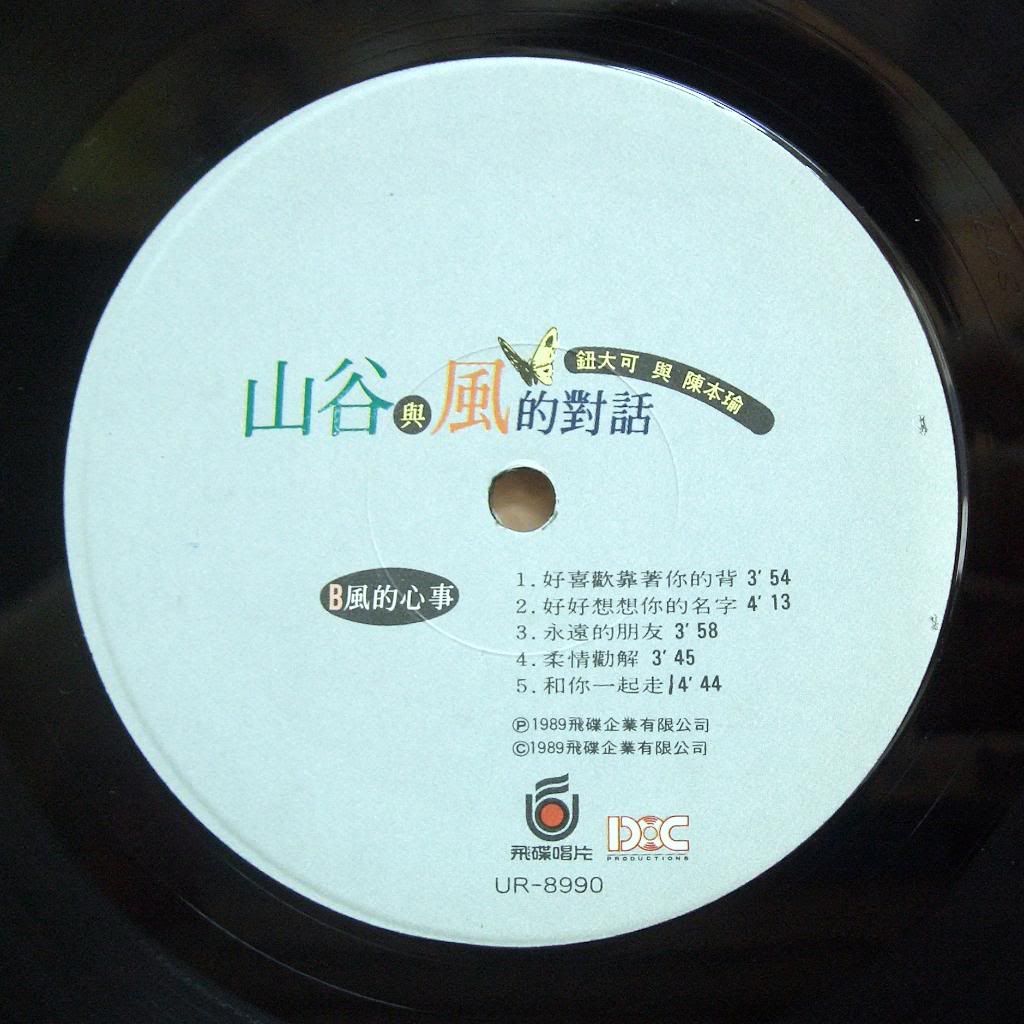 山谷與風的對話
鈕大可 與 陳本瑜
B風的心事
1. 好喜歡靠著你的背 3' 54
2. 好好想想你的名字 4' 13
3. 永遠的朋友 3' 58
4. 柔情勸解 3' 45
5. 和你一起走 4' 44
Ⓟ1989飛碟企業有限公司
©1989飛碟企業有限公司
飛碟唱片
DOC
PRODUCTIONS
UR-8990